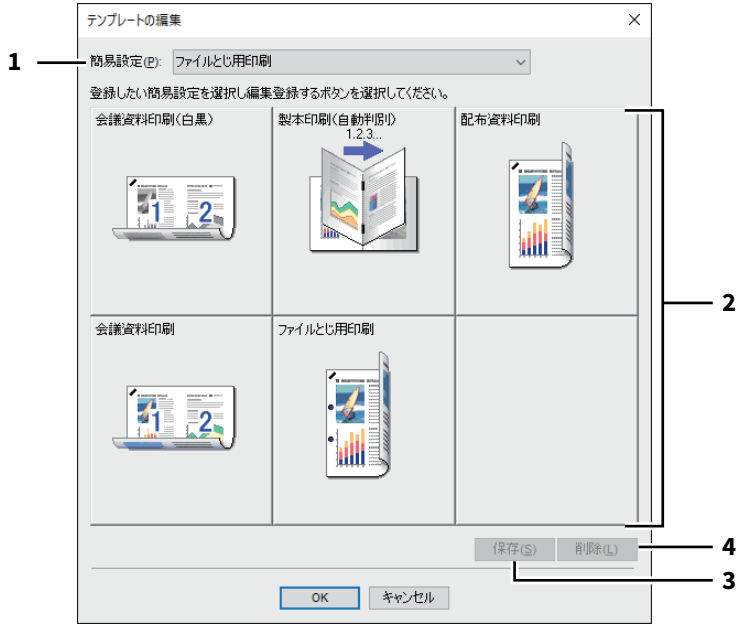 テンプレートの編集
1
簡易設定(P):
ファイルとじ用印刷
登録したい簡易設定を選択し編集登録するボタンを選択してください。
会議資料印刷(白黒)
製本印刷(自動判別)
配布資料印刷
1.2.3...
1 2
2
会議資料印刷
ファイルとじ用印刷
1 2
保存(S)
削除(L)
4
3
OK
キャンセル